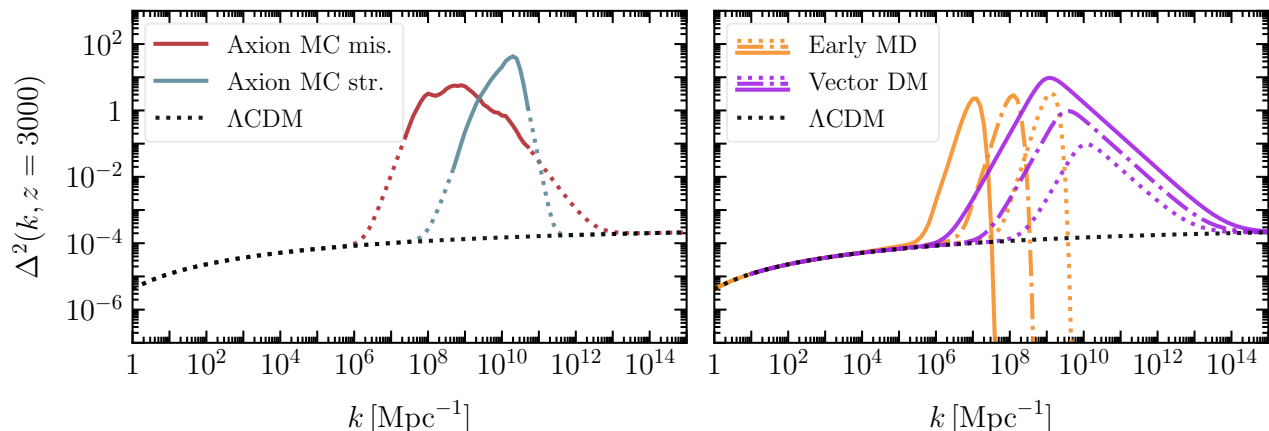 Δ²(k, z = 3000)
10²
1
10⁻²
10⁻⁴
10⁻⁶
Axion MC mis.
Axion MC str.
ΛCDM
1 10² 10⁴ 10⁶ 10⁸ 10¹⁰ 10¹² 10¹⁴
k [Mpc⁻¹]
Early MD
Vector DM
ΛCDM
1 10² 10⁴ 10⁶ 10⁸ 10¹⁰ 10¹² 10¹⁴
k [Mpc⁻¹]